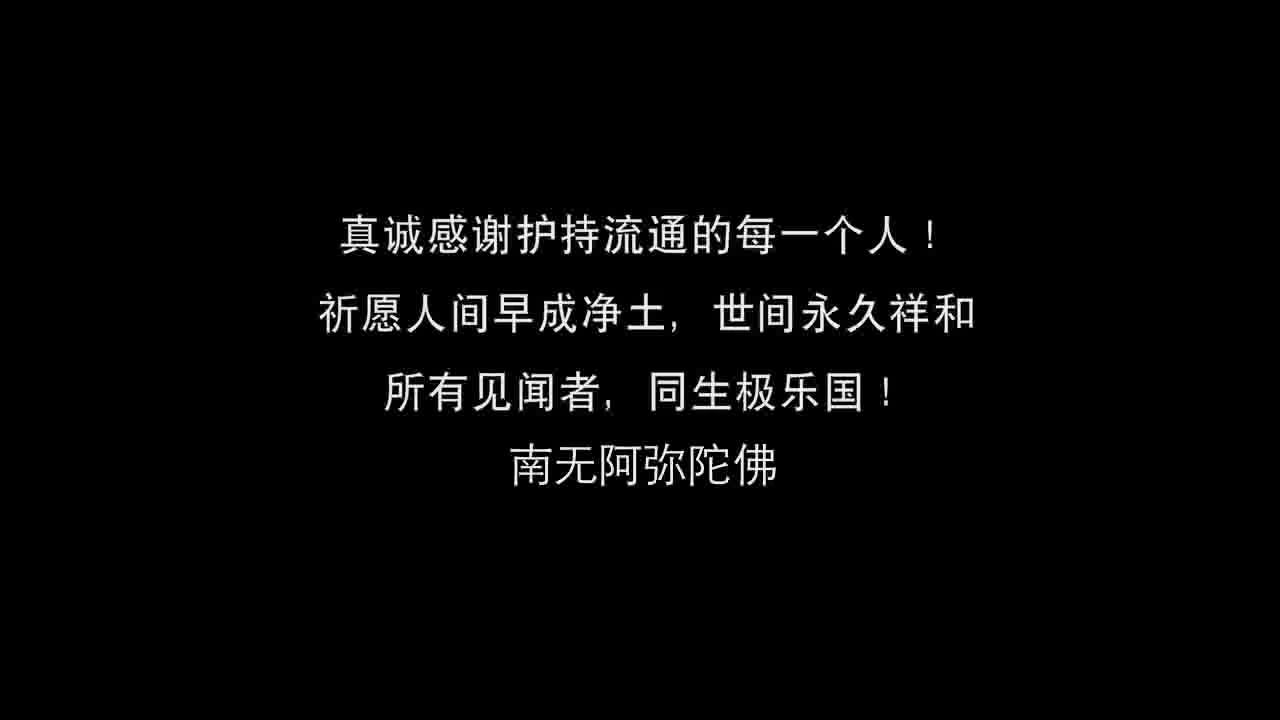 真诚感谢护持流通的每一个人！
祈愿人间早成净土，世间永久祥和
所有见闻者，同生极乐国！
南无阿弥陀佛